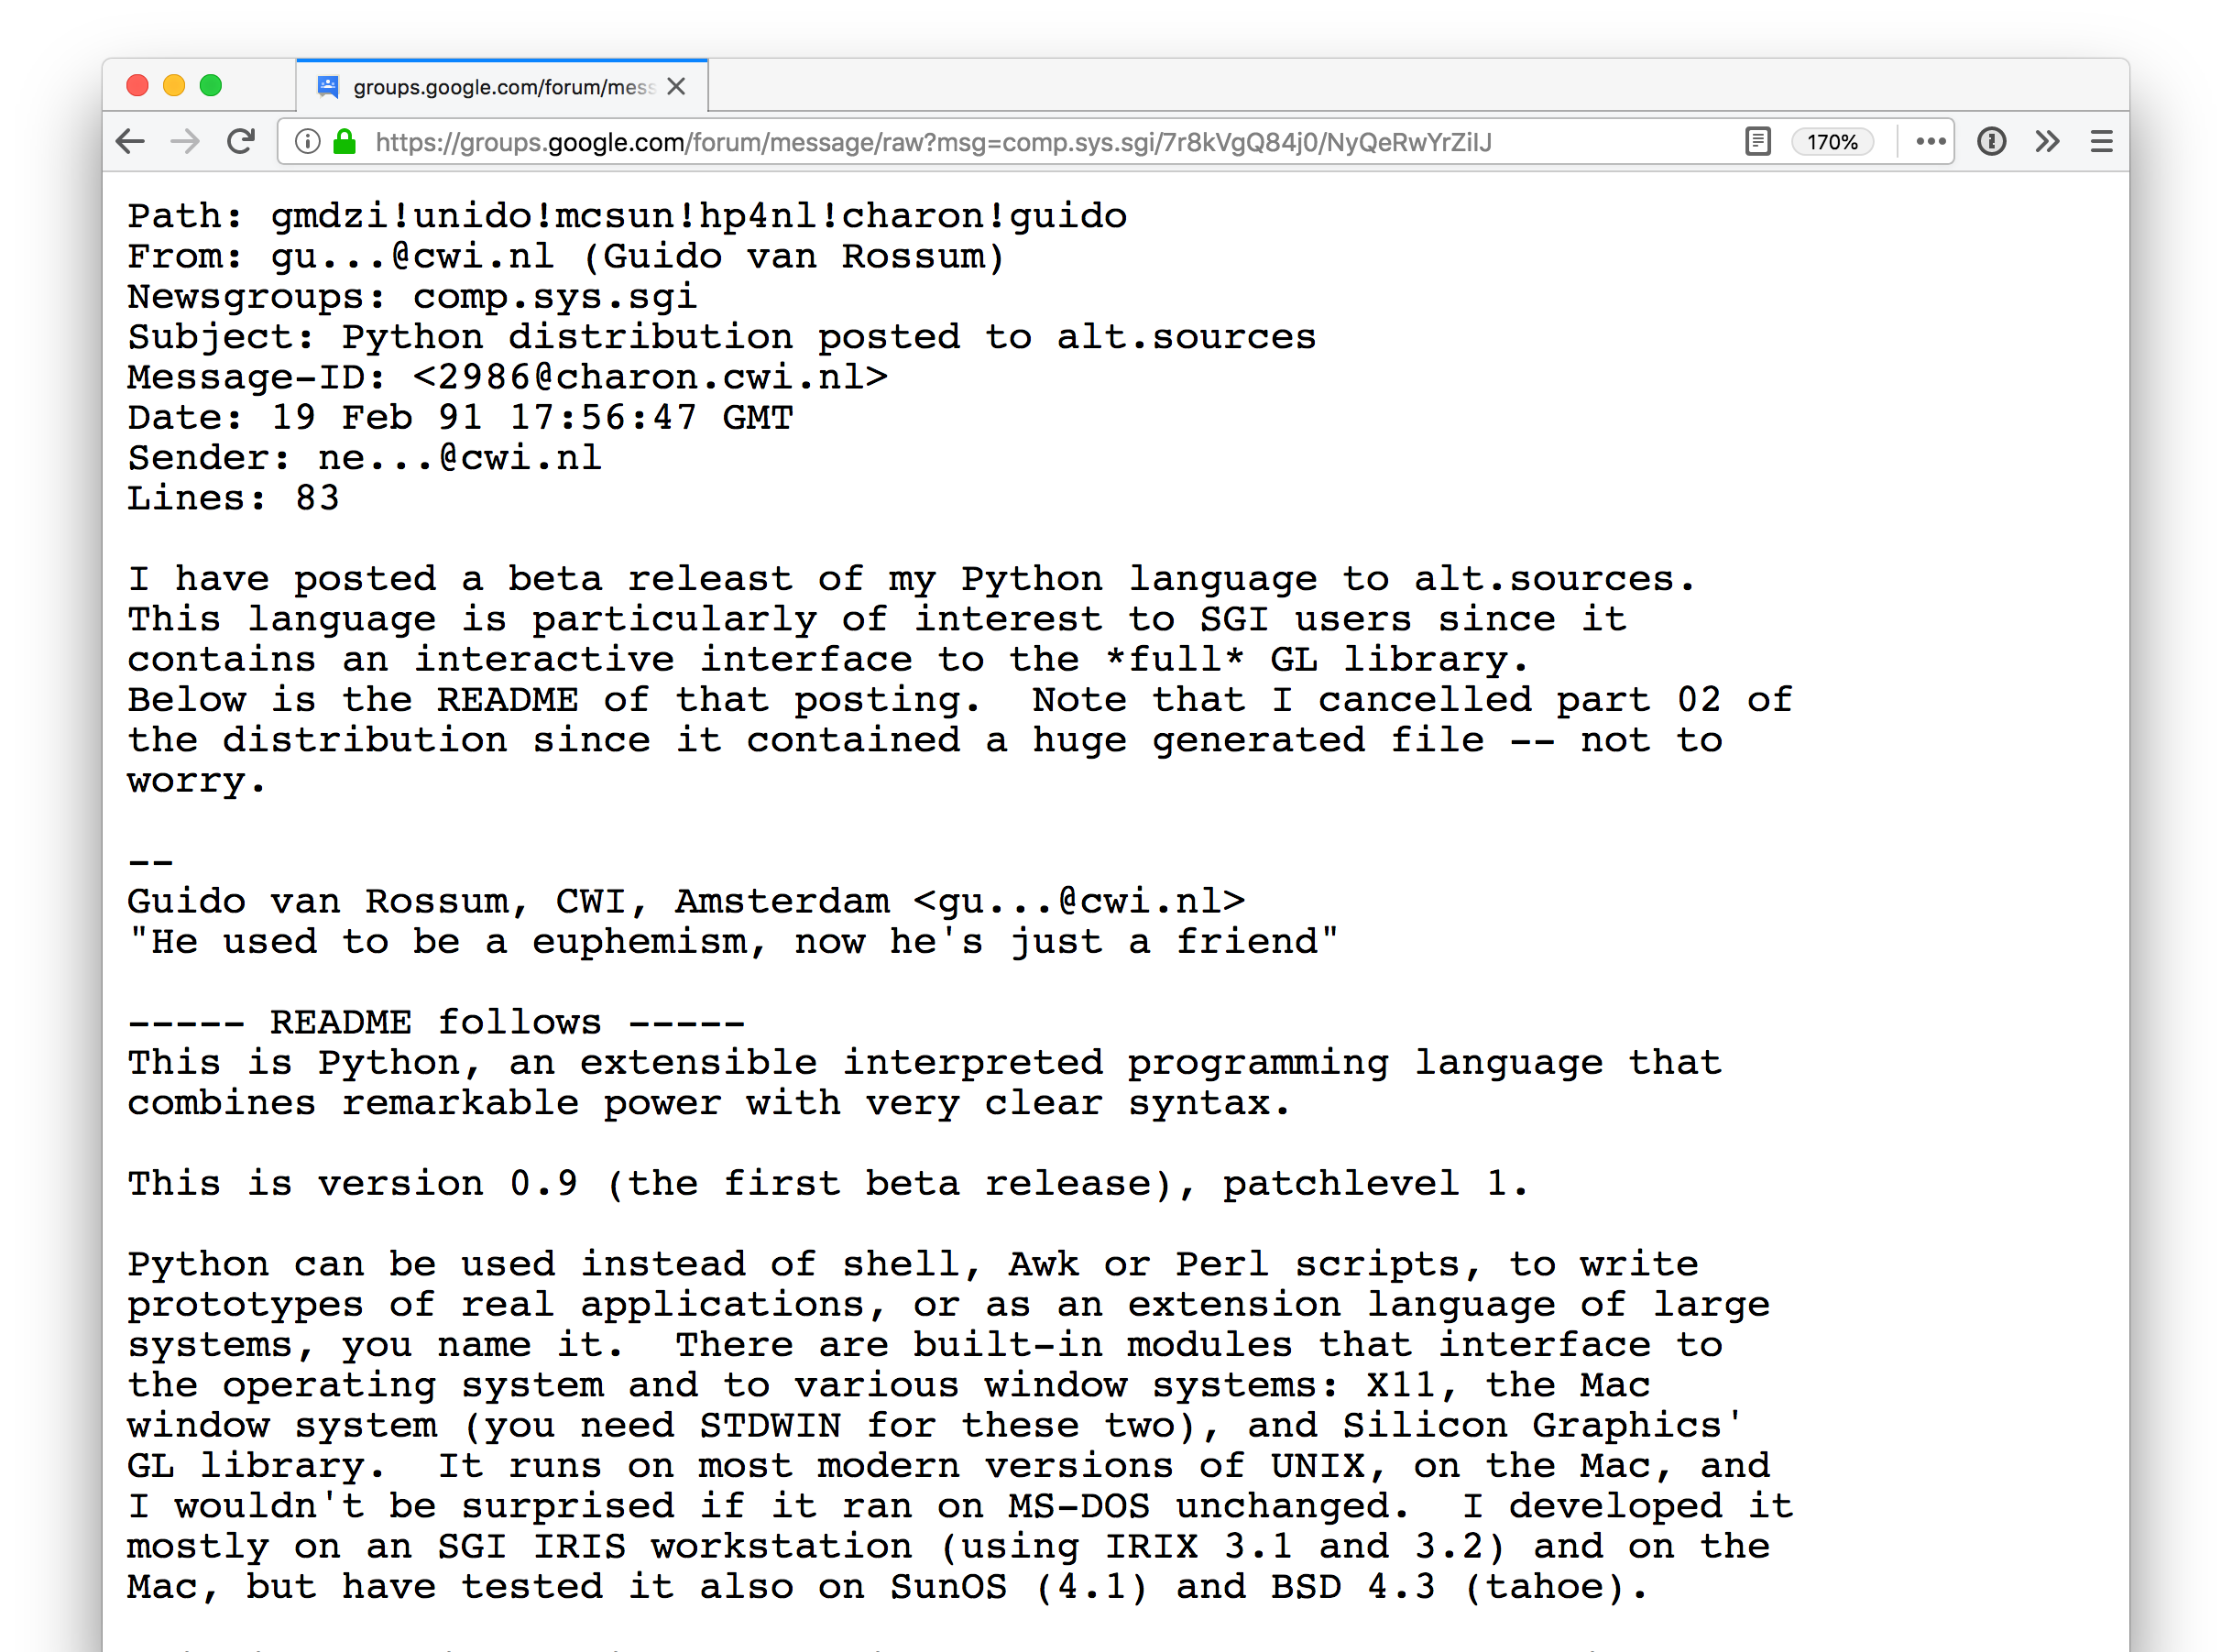 groups.google.com/forum/mess
https://groups.google.com/forum/message/raw?msg=comp.sys.sgi/7r8kVgQ84j0/NyQeRwYrZiIJ
170%
Path: gmdzi!unido!mcsun!hp4nl!charon!guido
From: gu...@cwi.nl (Guido van Rossum)
Newsgroups: comp.sys.sgi
Subject: Python distribution posted to alt.sources
Message-ID: <2986@charon.cwi.nl>
Date: 19 Feb 91 17:56:47 GMT
Sender: ne...@cwi.nl
Lines: 83

I have posted a beta releast of my Python language to alt.sources.
This language is particularly of interest to SGI users since it
contains an interactive interface to the *full* GL library.
Below is the README of that posting.  Note that I cancelled part 02 of
the distribution since it contained a huge generated file -- not to
worry.

--
Guido van Rossum, CWI, Amsterdam <gu...@cwi.nl>
"He used to be a euphemism, now he's just a friend"

----- README follows -----
This is Python, an extensible interpreted programming language that
combines remarkable power with very clear syntax.

This is version 0.9 (the first beta release), patchlevel 1.

Python can be used instead of shell, Awk or Perl scripts, to write
prototypes of real applications, or as an extension language of large
systems, you name it.  There are built-in modules that interface to
the operating system and to various window systems: X11, the Mac
window system (you need STDWIN for these two), and Silicon Graphics'
GL library.  It runs on most modern versions of UNIX, on the Mac, and
I wouldn't be surprised if it ran on MS-DOS unchanged.  I developed it
mostly on an SGI IRIS workstation (using IRIX 3.1 and 3.2) and on the
Mac, but have tested it also on SunOS (4.1) and BSD 4.3 (tahoe).